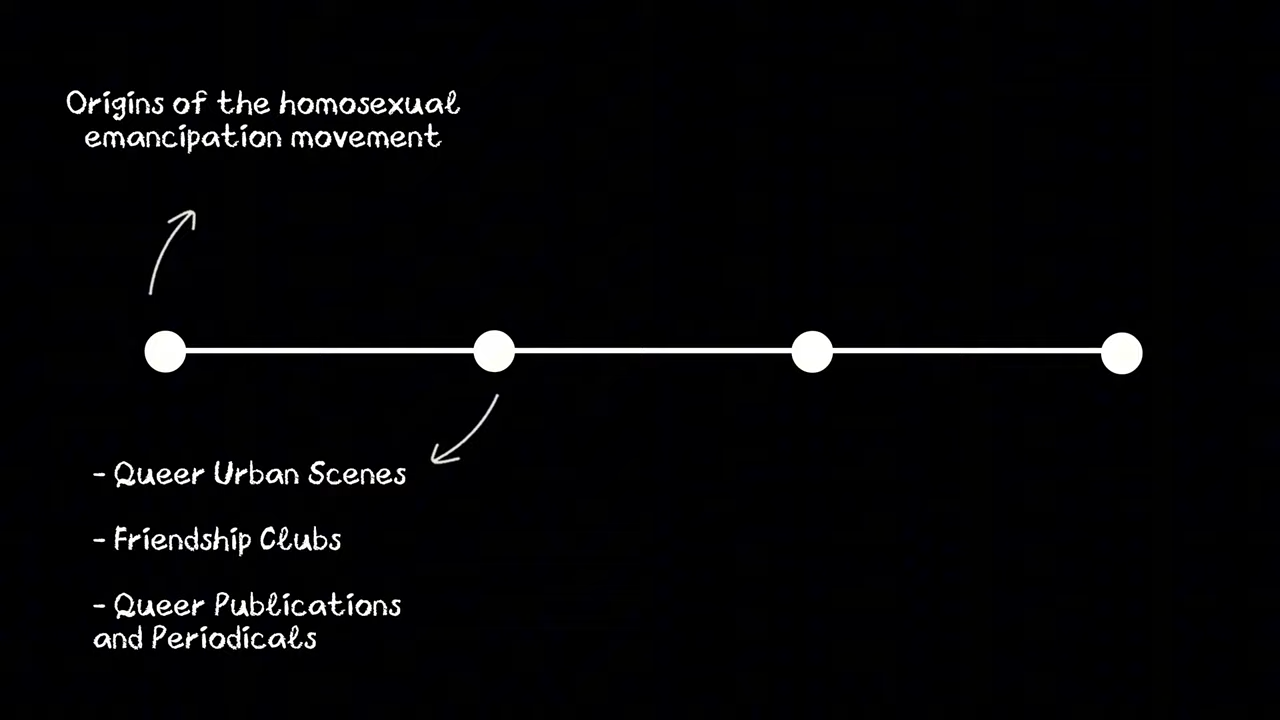 Origins of the homosexual
emancipation movement
- Queer Urban Scenes
- Friendship Clubs
- Queer Publications
and Periodicals